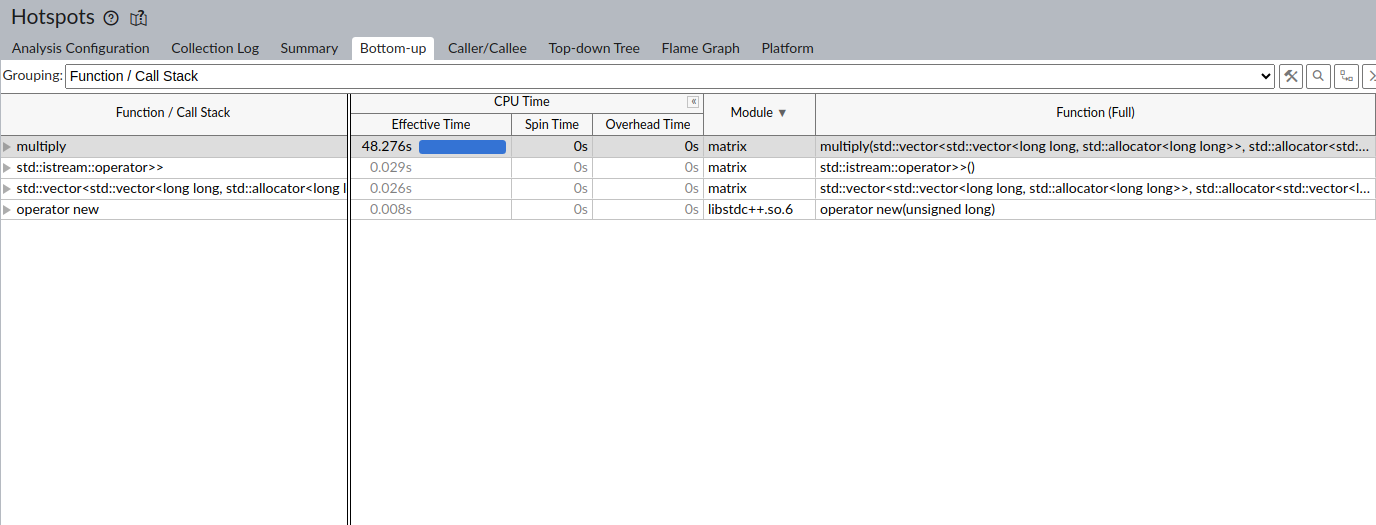 Hotspots
Analysis Configuration Collection Log Summary Bottom-up Caller/Callee Top-down Tree Flame Graph Platform
Grouping: Function / Call Stack
Function / Call Stack CPU Time Module Function (Full)
Effective Time Spin Time Overhead Time
multiply 48.276s 0s 0s matrix multiply(std::vector<std::vector<long long, std::allocator<long long>>, std::allocator<std::...
std::istream::operator>> 0.029s 0s 0s matrix std::istream::operator>>()
std::vector<std::vector<long long, std::allocator<long l 0.026s 0s 0s matrix std::vector<std::vector<long long, std::allocator<long long>>, std::allocator<std::vector<l...
operator new 0.008s 0s 0s libstdc++.so.6 operator new(unsigned long)